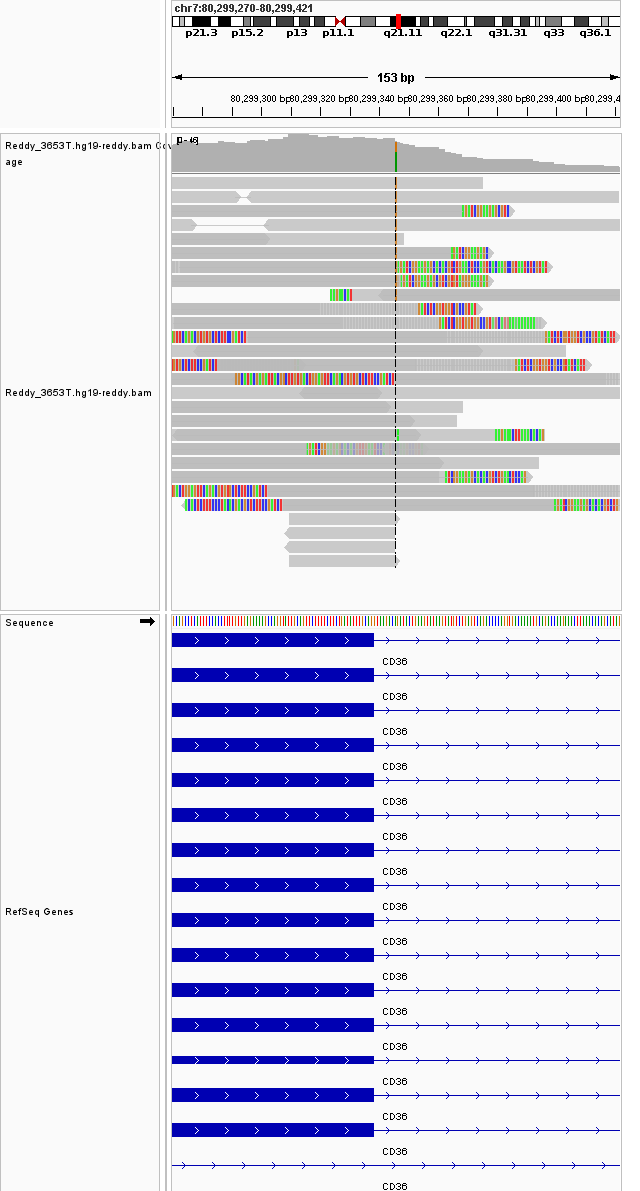 chr7:80,299,270-80,299,421
p21.3 p15.2 p13 p11.1 q21.11 q22.1 q31.31 q33 q36.1
153 bp
80,299,300 bp 80,299,320 bp 80,299,340 bp 80,299,360 bp 80,299,380 bp 80,299,400 bp 80,299,4
Reddy_3653T.hg19-reddy.bam Cov
age
Reddy_3653T.hg19-reddy.bam
Sequence
CD36
CD36
CD36
CD36
CD36
CD36
CD36
CD36
RefSeq Genes
CD36
CD36
CD36
CD36
CD36
CD36
CD36
CD36